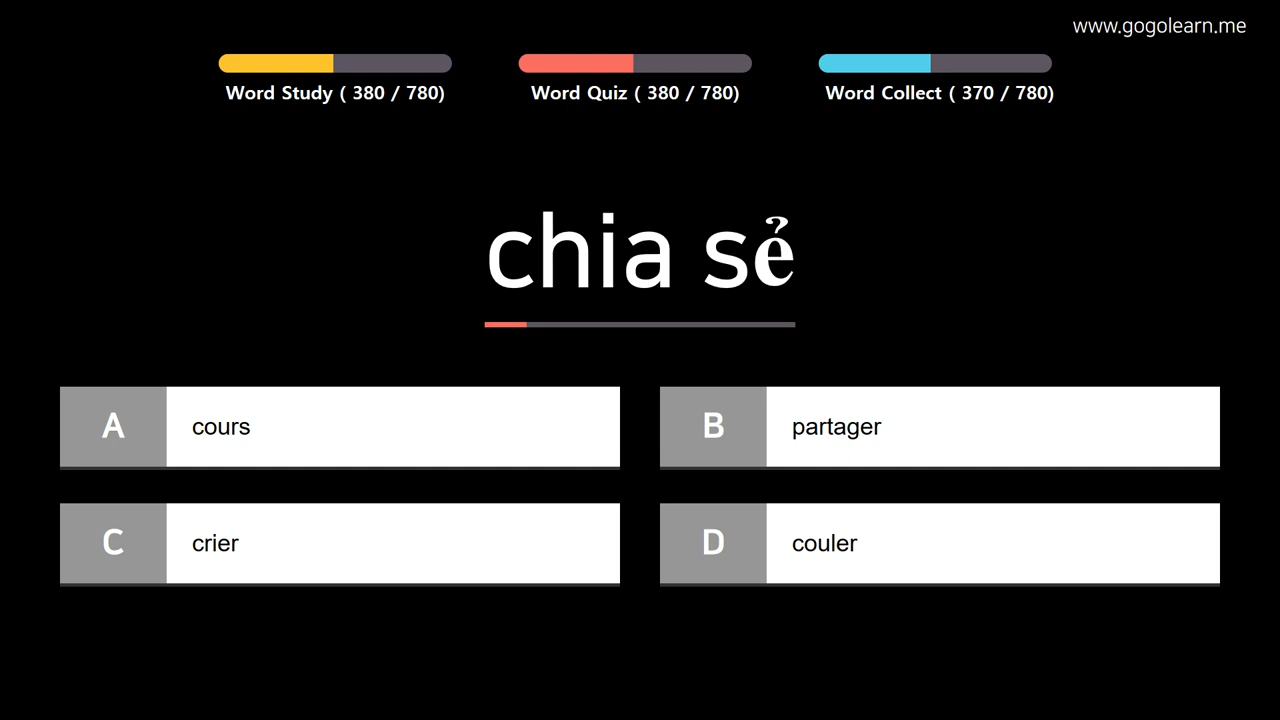 www.gogolearn.me
Word Study ( 380 / 780)
Word Quiz ( 380 / 780)
Word Collect ( 370 / 780)
chia sẻ
A cours
B partager
C crier
D couler